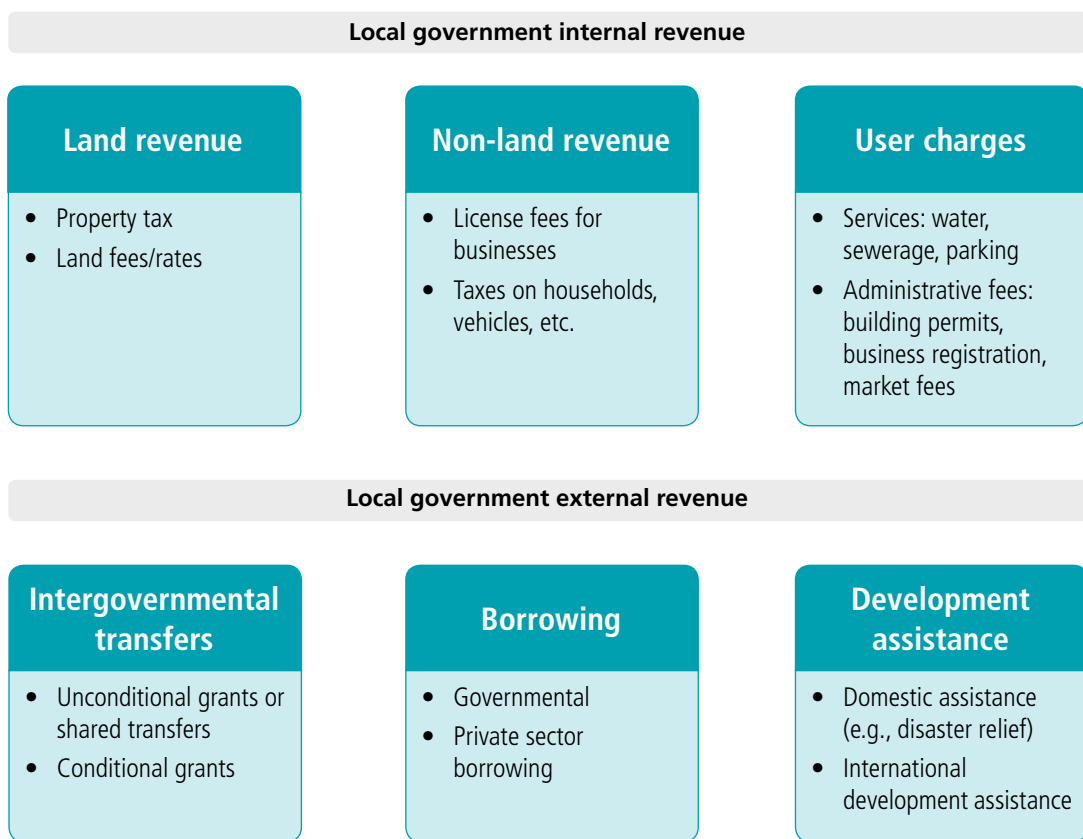 Local government internal revenue
Land revenue
• Property tax
• Land fees/rates
Non-land revenue
• License fees for
businesses
• Taxes on households,
vehicles, etc.
User charges
• Services: water,
sewerage, parking
• Administrative fees:
building permits,
business registration,
market fees
Local government external revenue
Intergovernmental
transfers
• Unconditional grants or
shared transfers
• Conditional grants
Borrowing
• Governmental
• Private sector
borrowing
Development
assistance
• Domestic assistance
(e.g., disaster relief)
• International
development assistance